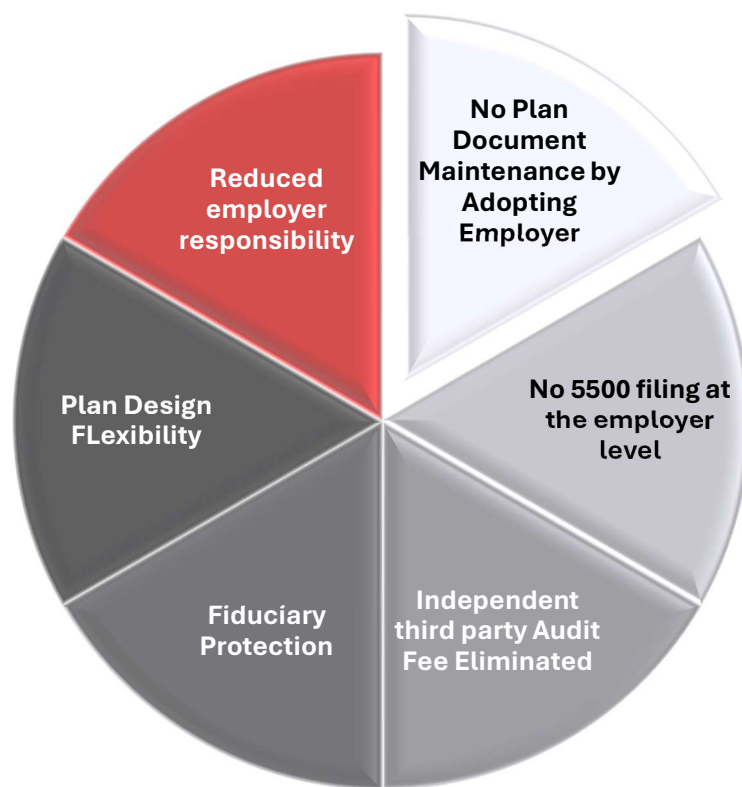 No Plan
Document
Maintenance by
Adopting
Employer
No 5500 filing at
the employer
level
Independent
third party Audit
Fee Eliminated
Fiduciary
Protection
Plan Design
FLexibility
Reduced
employer
responsibility